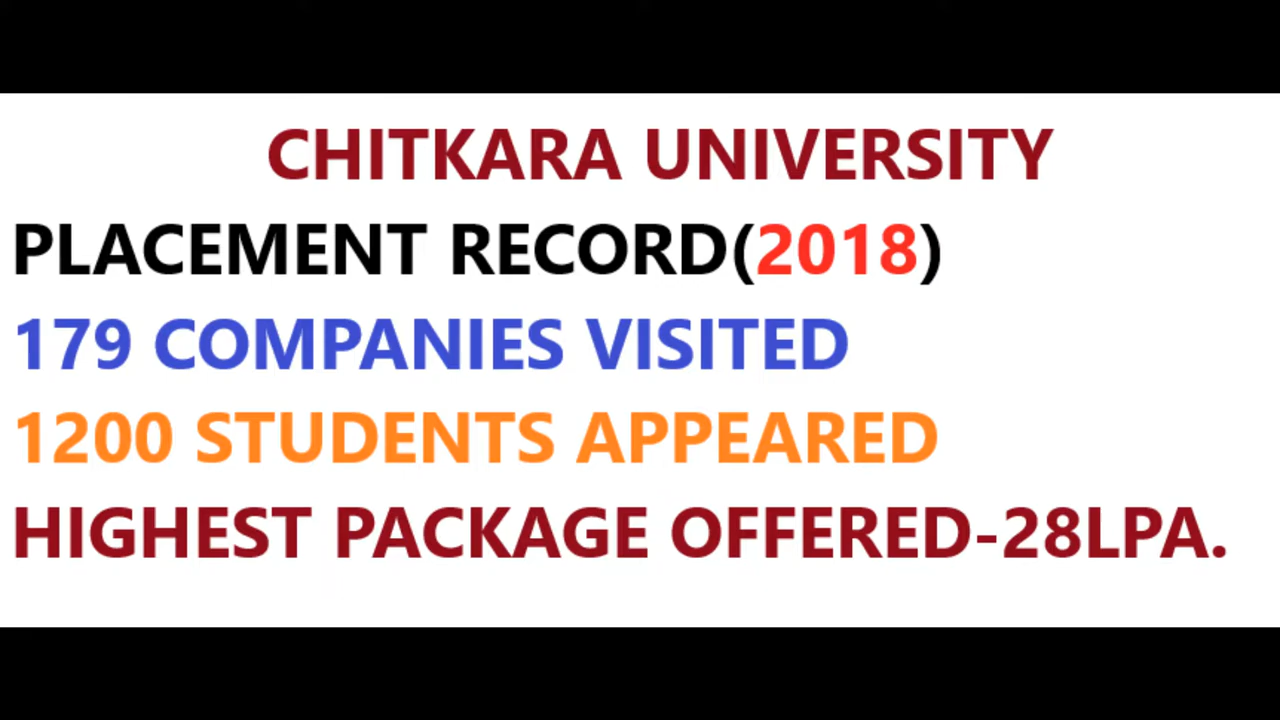 CHITKARA UNIVERSITY
PLACEMENT RECORD(2018)
179 COMPANIES VISITED
1200 STUDENTS APPEARED
HIGHEST PACKAGE OFFERED-28LPA.